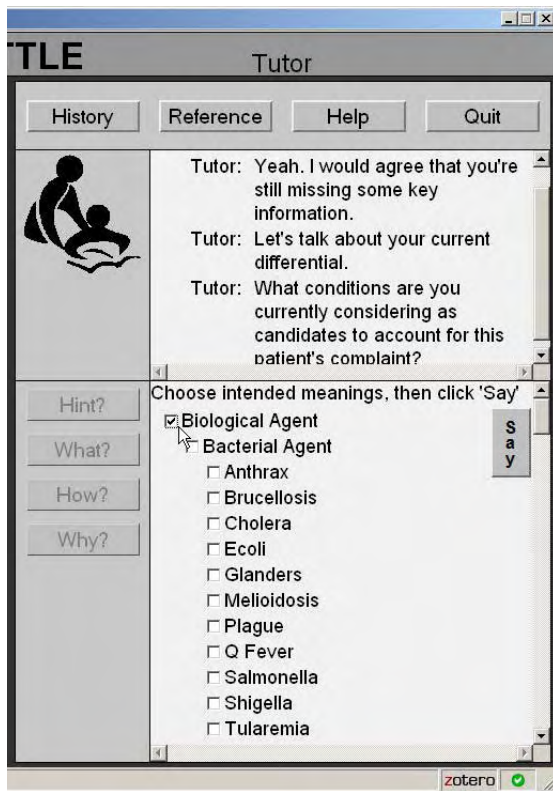 TTLE
Tutor
History Reference Help Quit
Tutor: Yeah. I would agree that you're
still missing some key
information.
Tutor: Let's talk about your current
differential.
Tutor: What conditions are you
currently considering as
candidates to account for this
patient's complaint?
Hint?
What?
How?
Why?
Choose intended meanings, then click 'Say'
Say
Biological Agent
Bacterial Agent
Anthrax
Brucellosis
Cholera
Ecoli
Glanders
Melioidosis
Plague
Q Fever
Salmonella
Shigella
Tularemia
zotero